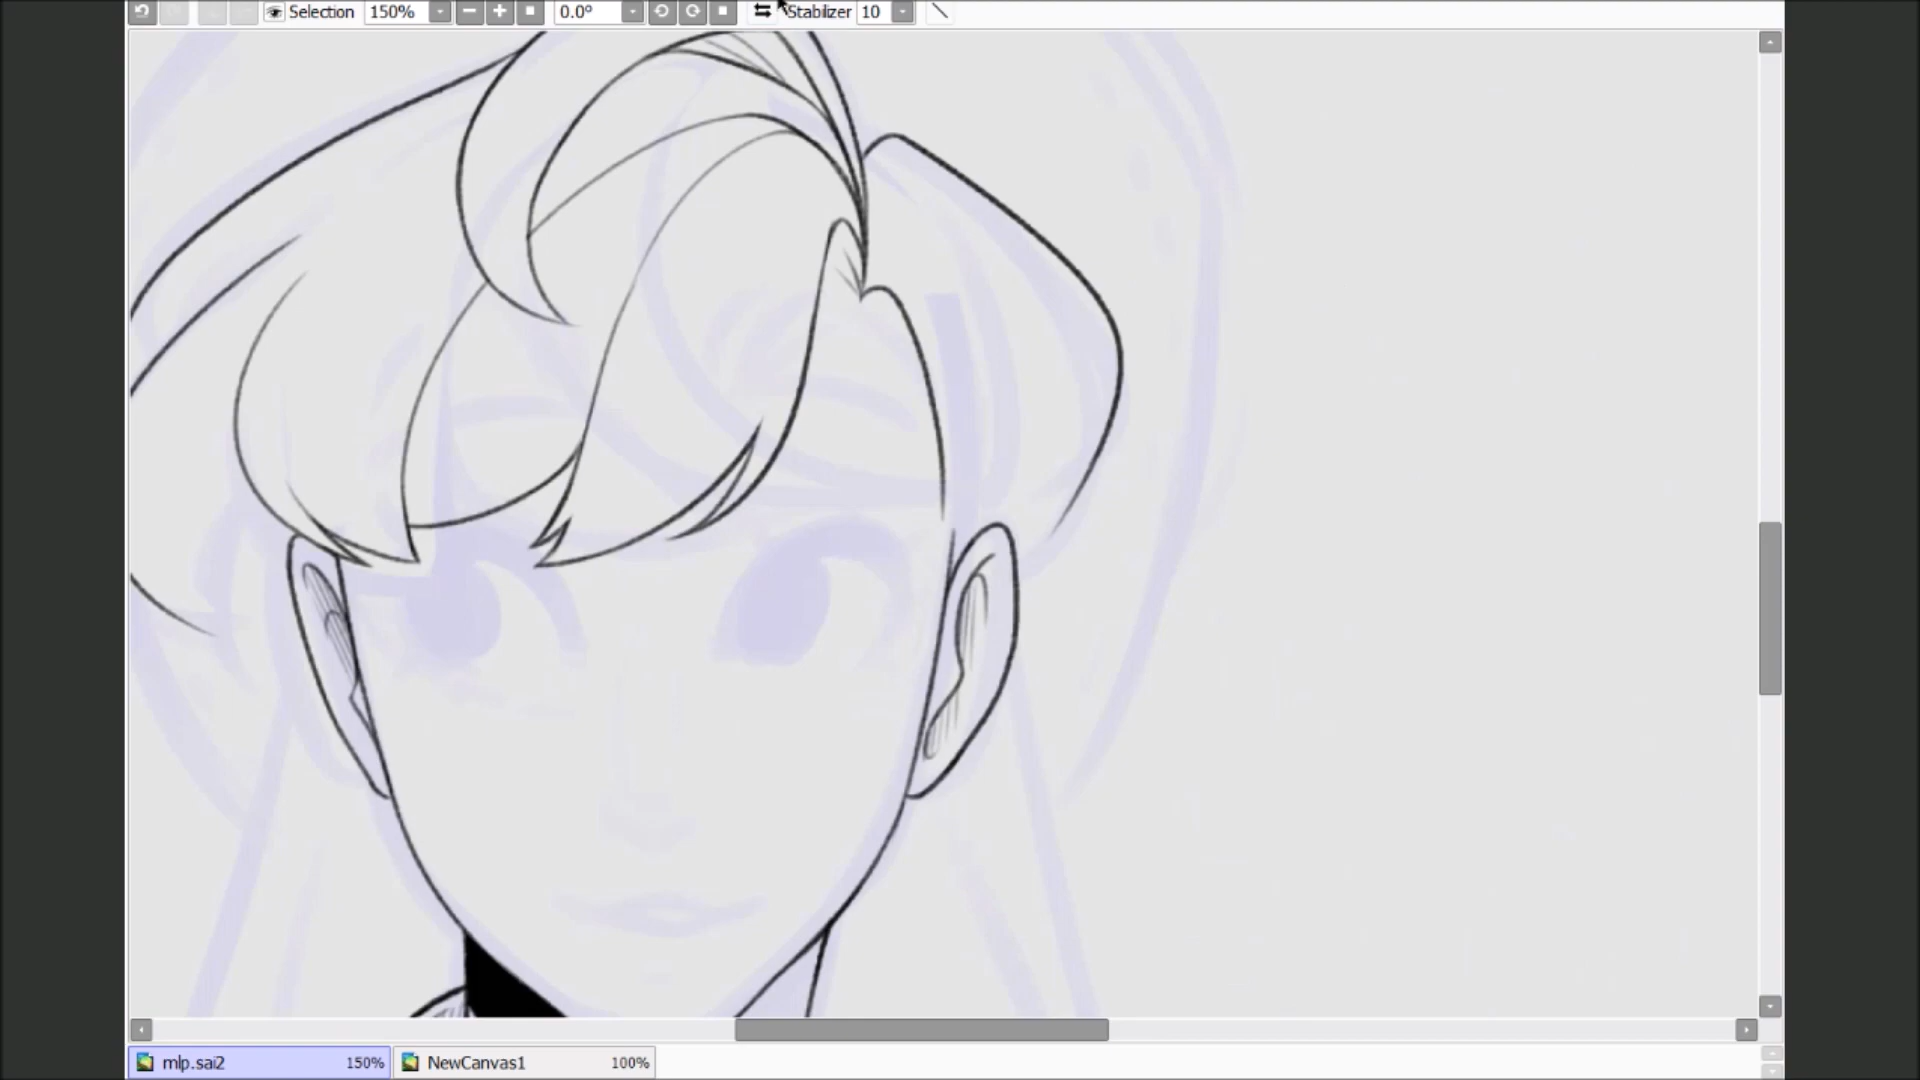 Selection 150% 0.0° Stabilizer 10
mlp.sai2 150% NewCanvas1 100%